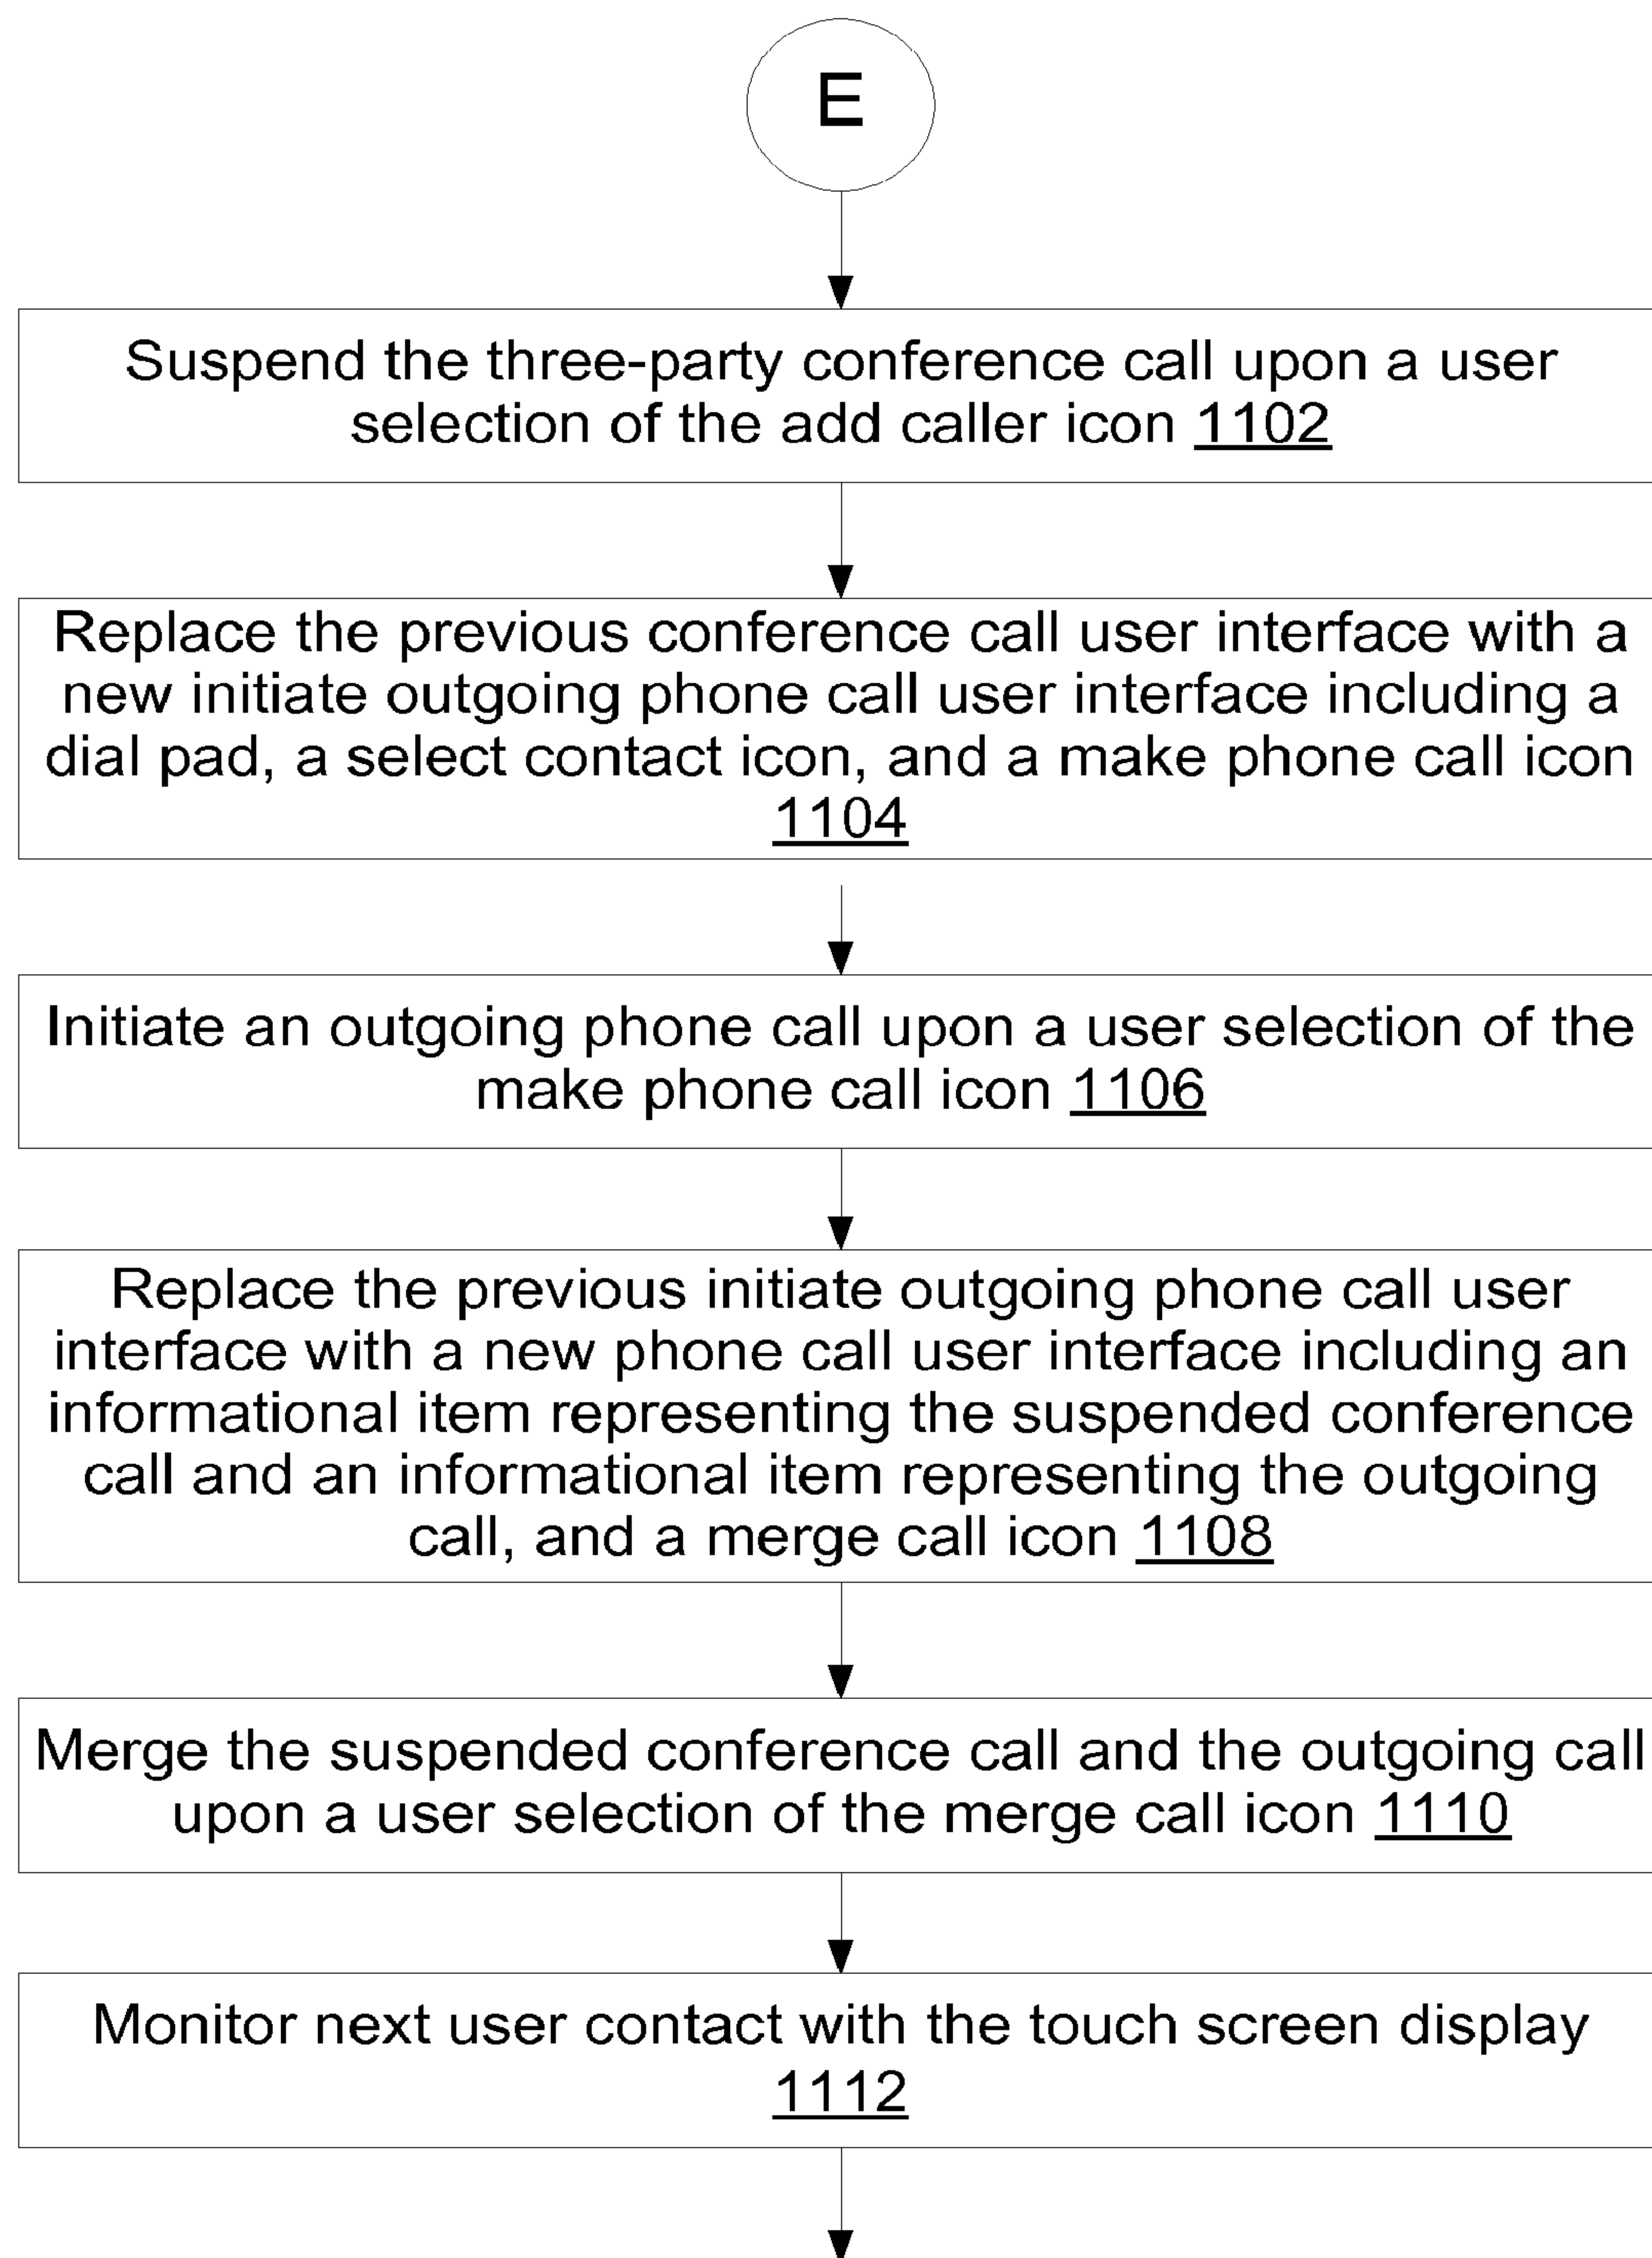 E
Suspend the three-party conference call upon a user
selection of the add caller icon 1102
Replace the previous conference call user interface with a
new initiate outgoing phone call user interface including a
dial pad, a select contact icon, and a make phone call icon
1104
Initiate an outgoing phone call upon a user selection of the
make phone call icon 1106
Replace the previous initiate outgoing phone call user
interface with a new phone call user interface including an
informational item representing the suspended conference
call and an informational item representing the outgoing
call, and a merge call icon 1108
Merge the suspended conference call and the outgoing call
upon a user selection of the merge call icon 1110
Monitor next user contact with the touch screen display
1112